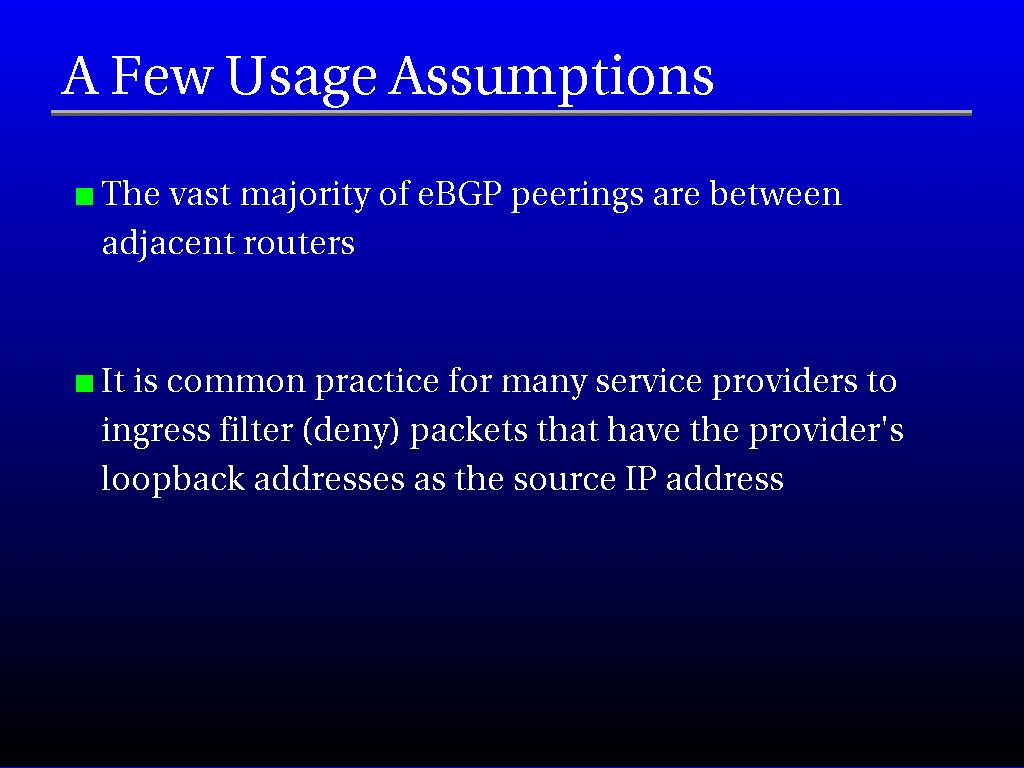 A Few Usage Assumptions
The vast majority of eBGP peerings are between
adjacent routers
It is common practice for many service providers to
ingress filter (deny) packets that have the provider's
loopback addresses as the source IP address